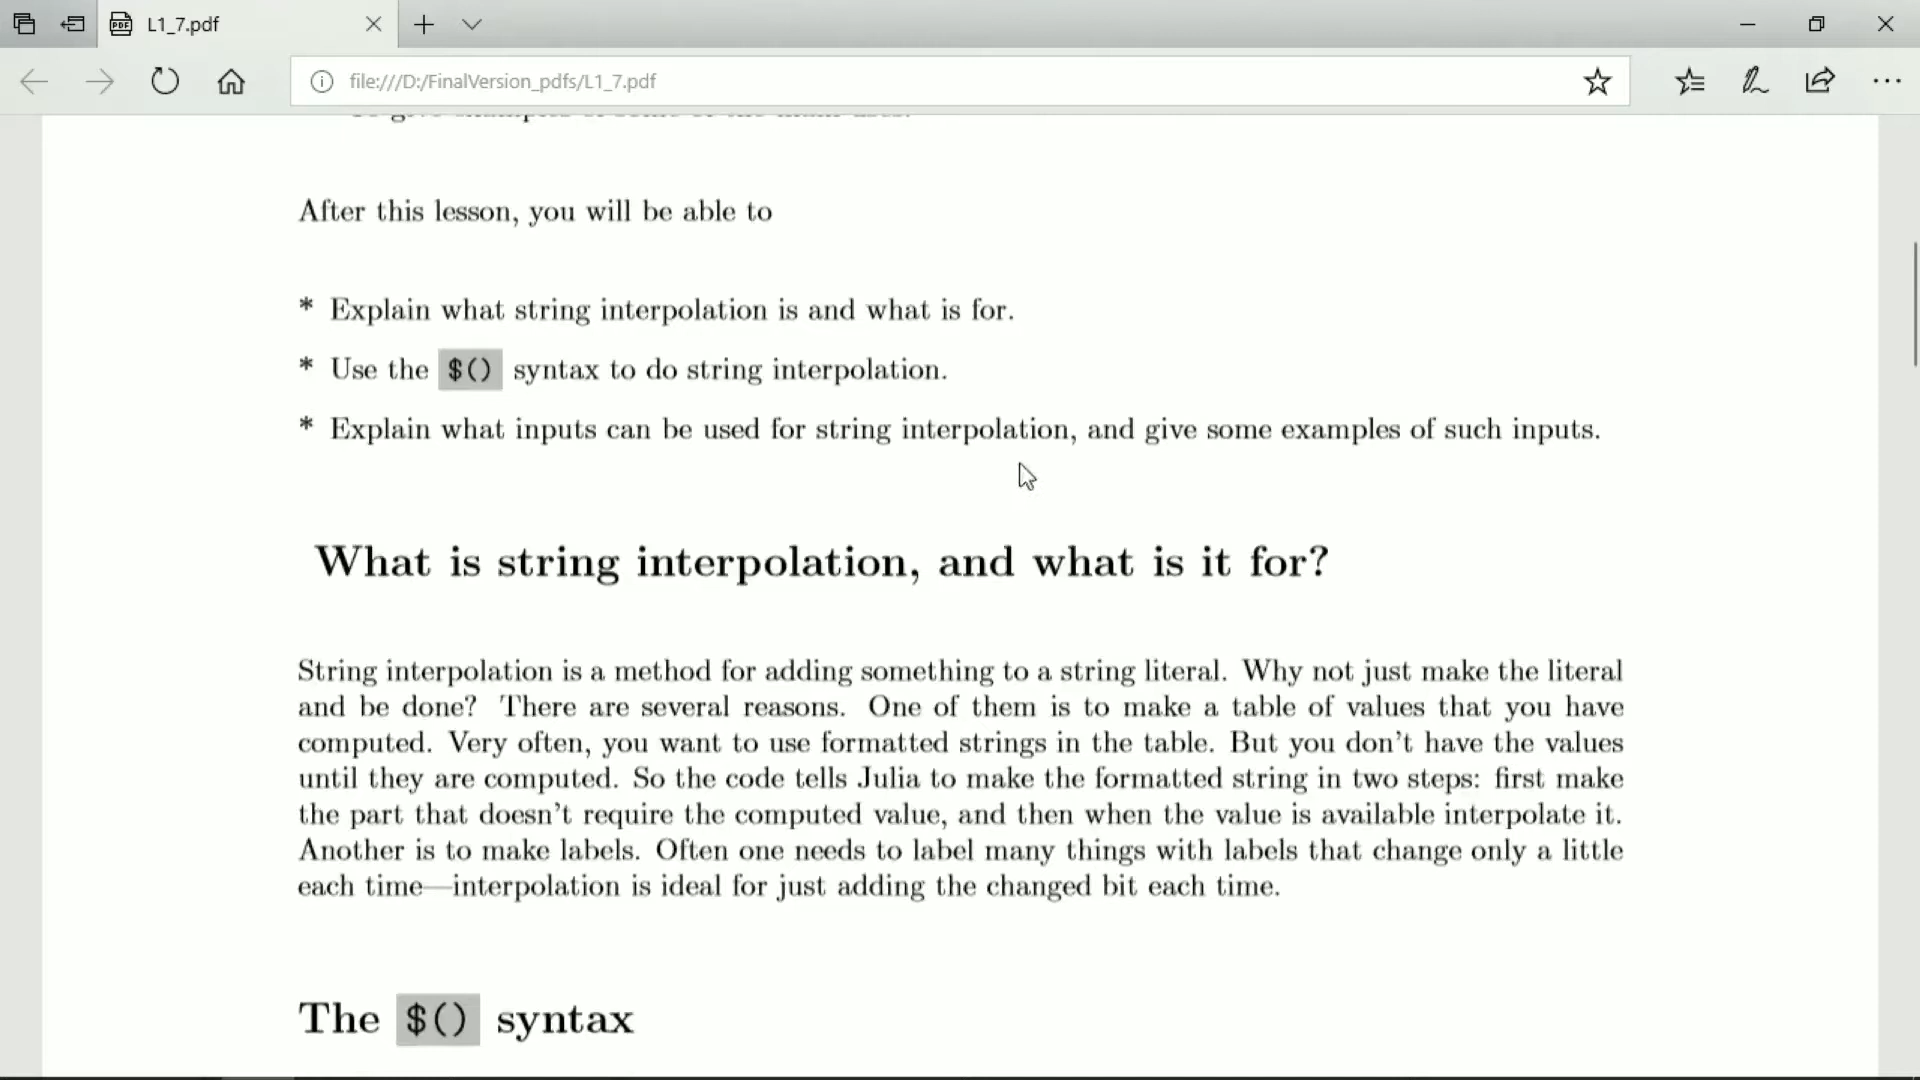 L1_7.pdf
file:///D:/FinalVersion_pdfs/L1_7.pdf
After this lesson, you will be able to
* Explain what string interpolation is and what is for.
* Use the $() syntax to do string interpolation.
* Explain what inputs can be used for string interpolation, and give some examples of such inputs.
What is string interpolation, and what is it for?
String interpolation is a method for adding something to a string literal. Why not just make the literal
and be done? There are several reasons. One of them is to make a table of values that you have
computed. Very often, you want to use formatted strings in the table. But you don't have the values
until they are computed. So the code tells Julia to make the formatted string in two steps: first make
the part that doesn't require the computed value, and then when the value is available interpolate it.
Another is to make labels. Often one needs to label many things with labels that change only a little
each time—interpolation is ideal for just adding the changed bit each time.
The $() syntax